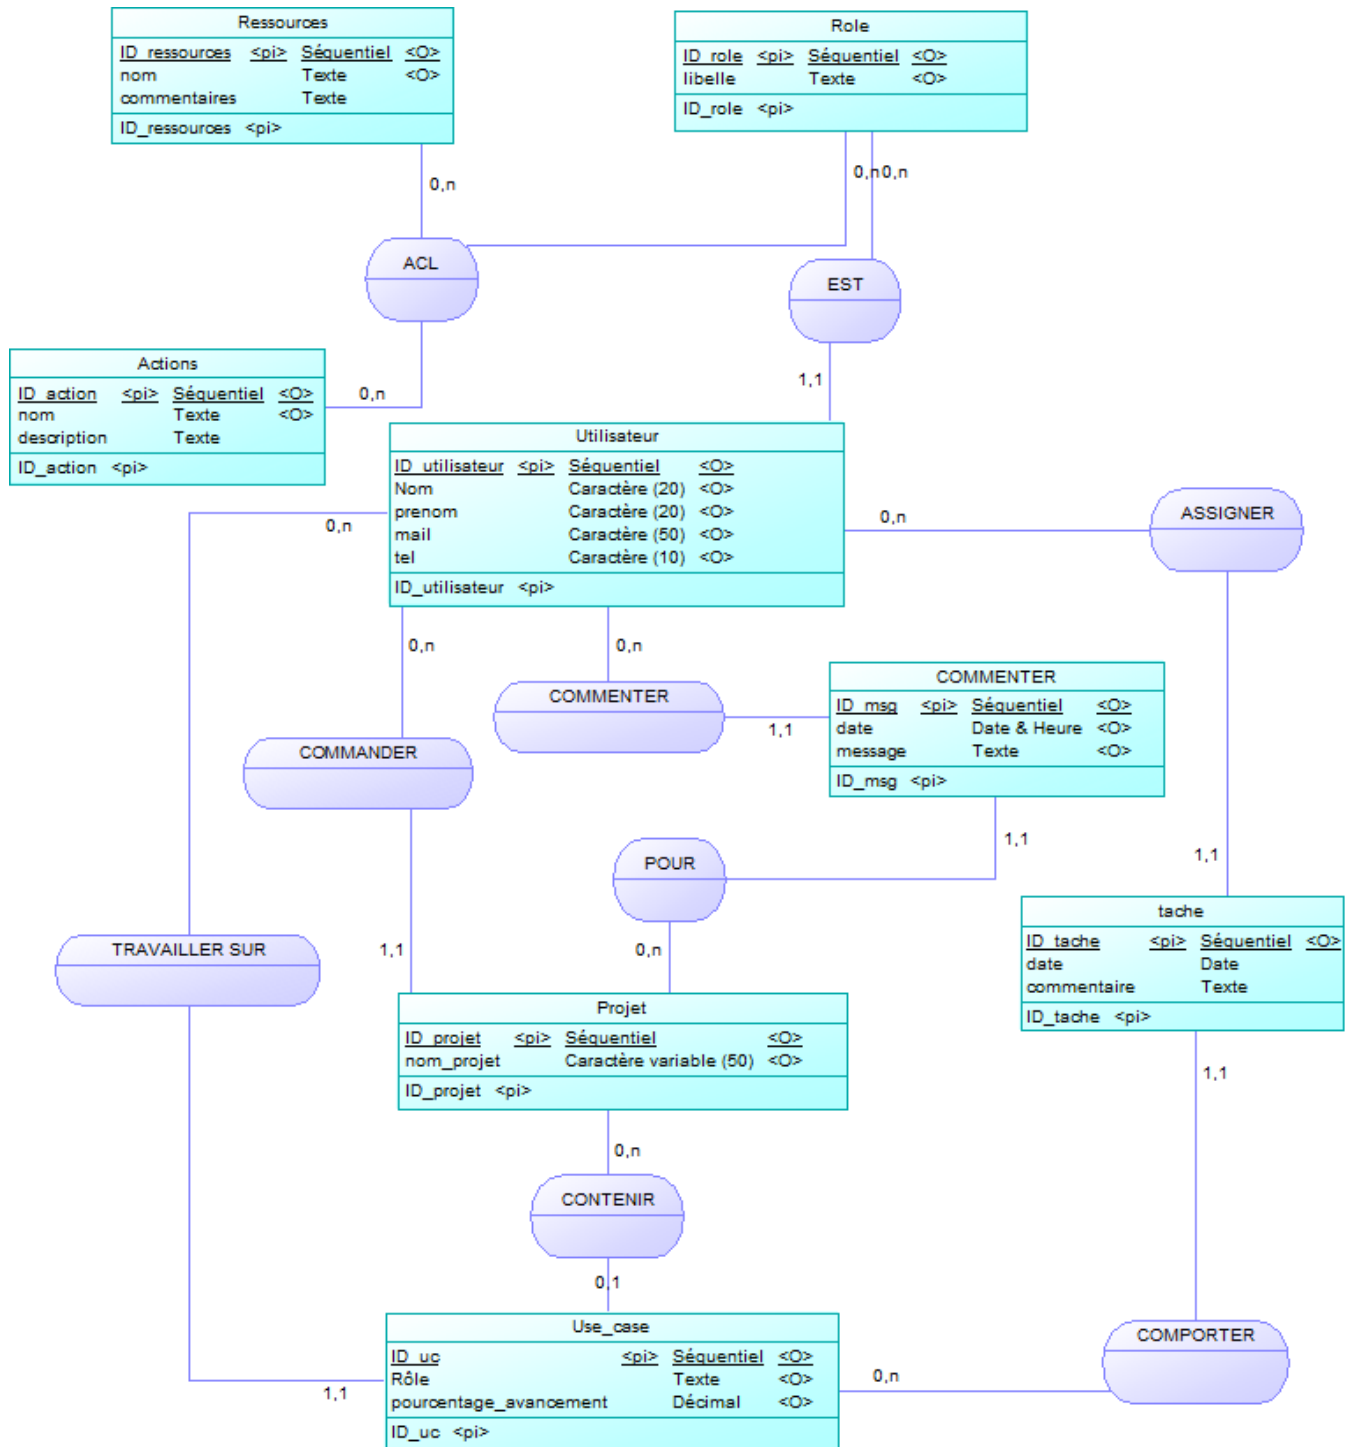 Ressources
ID_ressources <pi> Séquentiel <O>
nom Texte <O>
commentaires Texte
ID_ressources <pi>
Role
ID_role <pi> Séquentiel <O>
libelle Texte <O>
ID_role <pi>
0,n
0,n
0,n
ACL
EST
1,1
Actions
ID_action <pi> Séquentiel <O>
nom Texte <O>
description Texte
ID_action <pi>
0,n
Utilisateur
ID_utilisateur <pi> Séquentiel <O>
Nom Caractère (20) <O>
prenom Caractère (20) <O>
mail Caractère (50) <O>
tel Caractère (10) <O>
ID_utilisateur <pi>
0,n
0,n
ASSIGNER
0,n
0,n
COMMENTER
1,1
COMMENTER
ID_msg <pi> Séquentiel <O>
date Date & Heure <O>
message Texte <O>
ID_msg <pi>
COMMANDER
1,1
1,1
POUR
0,n
1,1
TRAVAILLER SUR
tache
ID_tache <pi> Séquentiel <O>
date Date
commentaire Texte
ID_tache <pi>
Projet
ID_projet <pi> Séquentiel <O>
nom_projet Caractère variable (50) <O>
ID_projet <pi>
1,1
0,n
CONTENIR
0,1
Use_case
ID_uc <pi> Séquentiel <O>
Rôle Texte <O>
pourcentage_avancement Décimal <O>
ID_uc <pi>
1,1
0,n
COMPORTER